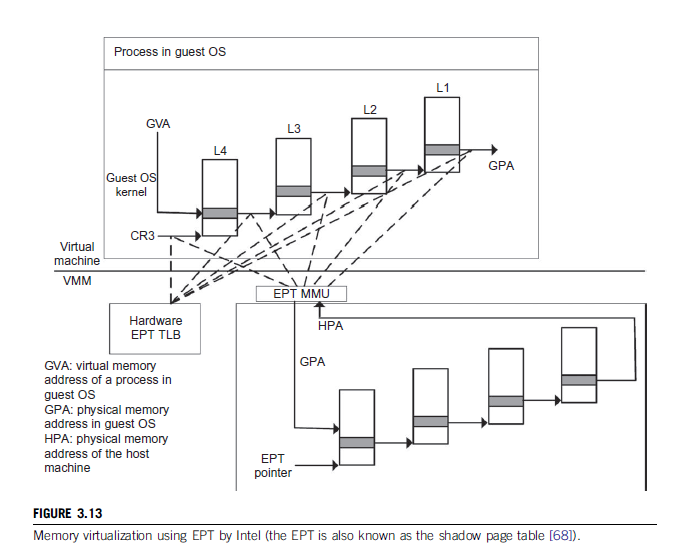 Process in guest OS
L1
L2
L3
GVA
L4
GPA
Guest OS
kernel
CR3
Virtual
machine
VMM
EPT MMU
Hardware
EPT TLB
HPA
GPA
GVA: virtual memory
address of a process in
guest OS
GPA: physical memory
address in guest OS
HPA: physical memory
address of the host
machine
EPT
pointer
FIGURE 3.13
Memory virtualization using EPT by Intel (the EPT is also known as the shadow page table [68]).